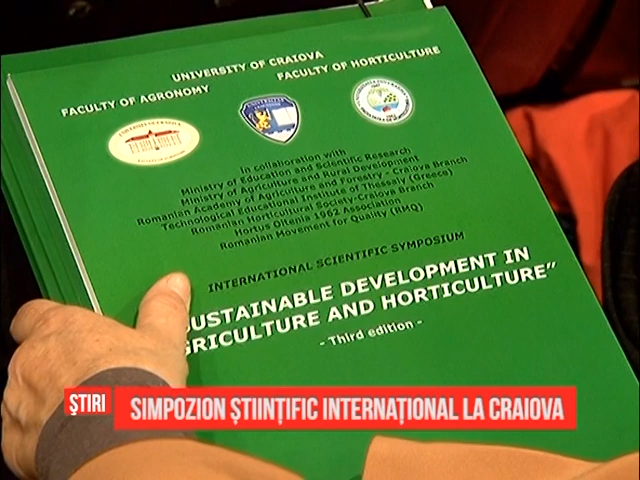 UNIVERSITY OF CRAIOVA
FACULTY OF AGRONOMY
FACULTY OF HORTICULTURE
In collaboration with
Ministry of Education and Scientific Research
Ministry of Agriculture and Rural Development
Romanian Academy of Agriculture and Forestry - Craiova Branch
Technological Educational Institute of Thessaly (Greece)
Romanian Horticultural Society-Craiova Branch
Hortus Oltenia 1962 Association
Romanian Movement for Quality (RMQ)
INTERNATIONAL SCIENTIFIC SYMPOSIUM
SUSTAINABLE DEVELOPMENT IN
GRICULTURE AND HORTICULTURE”
- Third edition -
ŞTIRI
SIMPOZION ŞTIINŢIFIC INTERNAŢIONAL LA CRAIOVA